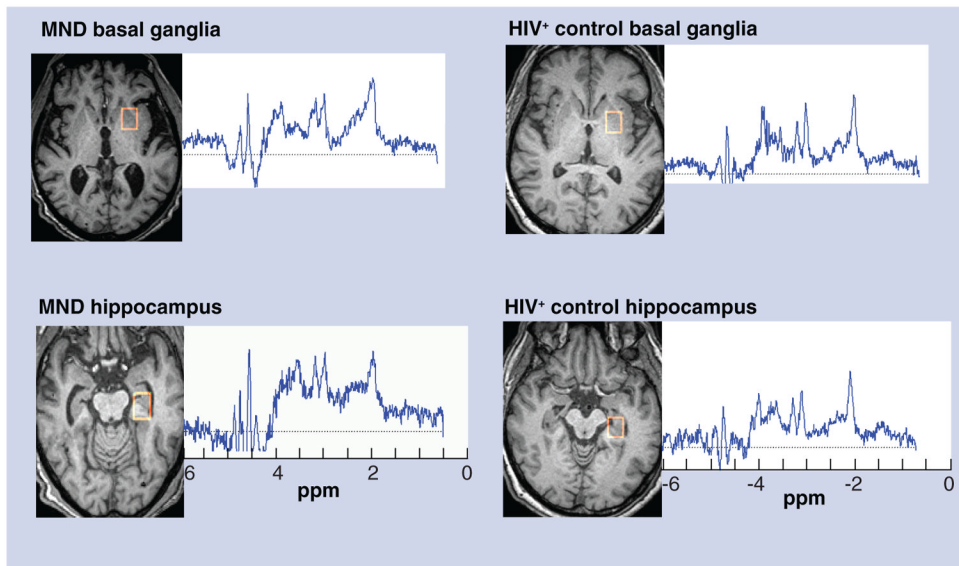 MND basal ganglia
HIV⁺ control basal ganglia
MND hippocampus
HIV⁺ control hippocampus
6 4 2 0
ppm
-6 -4 -2 0
ppm